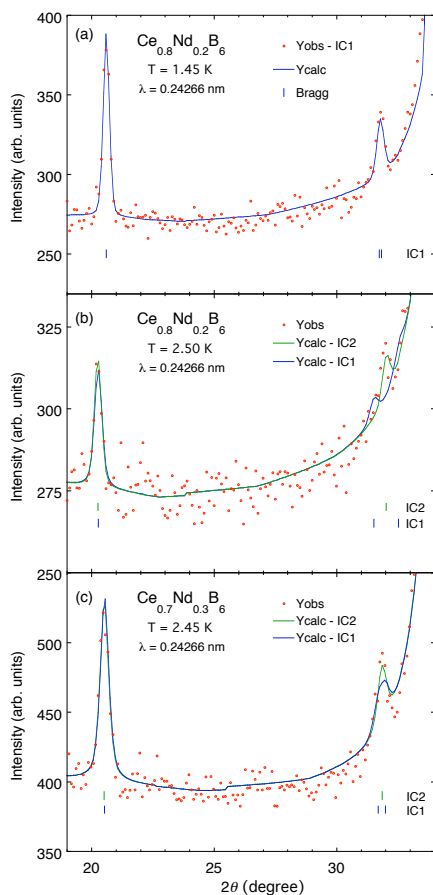 (a)
Ce0.8Nd0.2B6
T = 1.45 K
λ = 0.24266 nm
Yobs - IC1
Ycalc
Bragg
IC1
400
350
300
250
Intensity (arb. units)
(b)
Ce0.8Nd0.2B6
T = 2.50 K
λ = 0.24266 nm
Yobs
Ycalc - IC2
Ycalc - IC1
IC2
IC1
325
300
275
Intensity (arb. units)
(c)
Ce0.7Nd0.3B6
T = 2.45 K
λ = 0.24266 nm
Yobs
Ycalc - IC2
Ycalc - IC1
IC2
IC1
550
500
450
400
350
Intensity (arb. units)
20 25 30
2θ (degree)